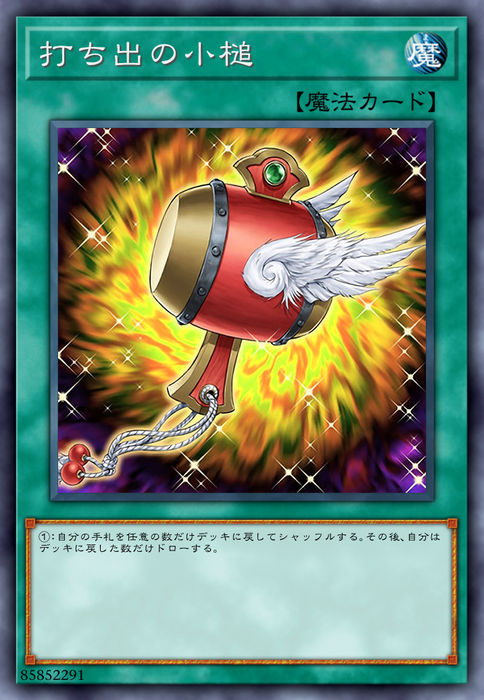 打ち出の小槌
魔
【魔法カード】
①:自分の手札を任意の数だけデッキに戻してシャッフルする。その後、自分は
デッキに戻した数だけドローする。
85852291